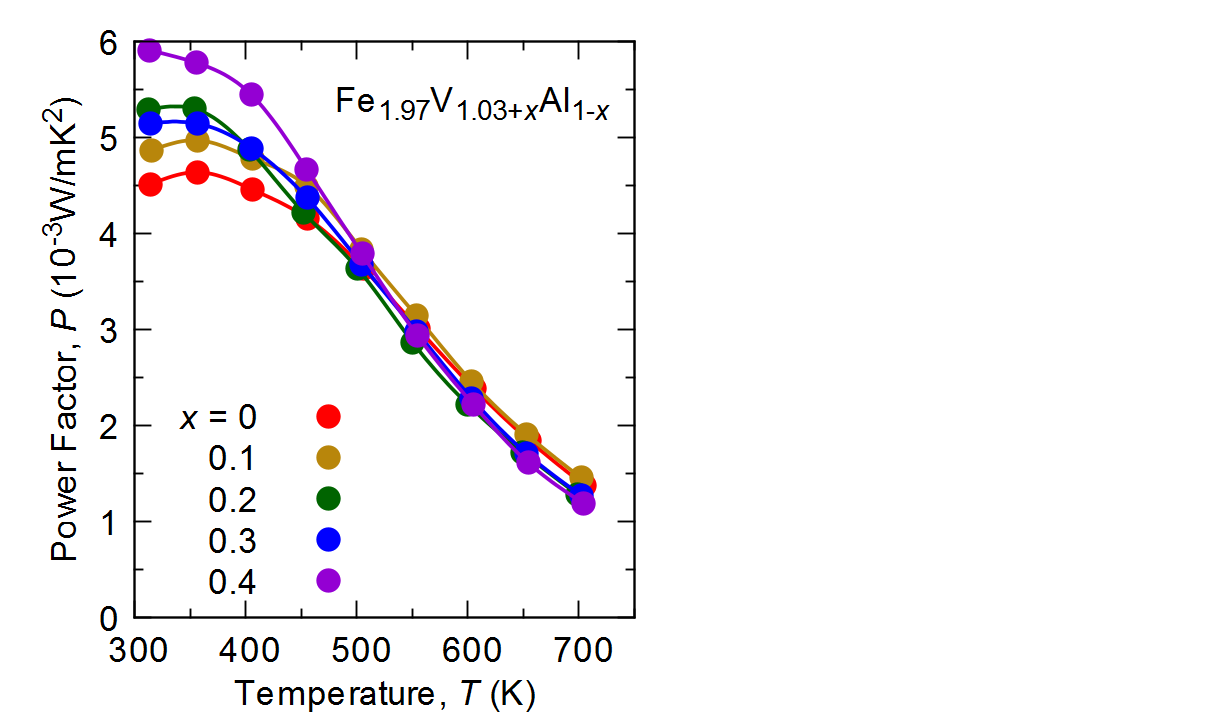 6
5
4
3
2
1
0
300 400 500 600 700
Power Factor, P (10-3W/mK2)
Temperature, T (K)
Fe1.97V1.03+xAl1-x
x = 0
0.1
0.2
0.3
0.4